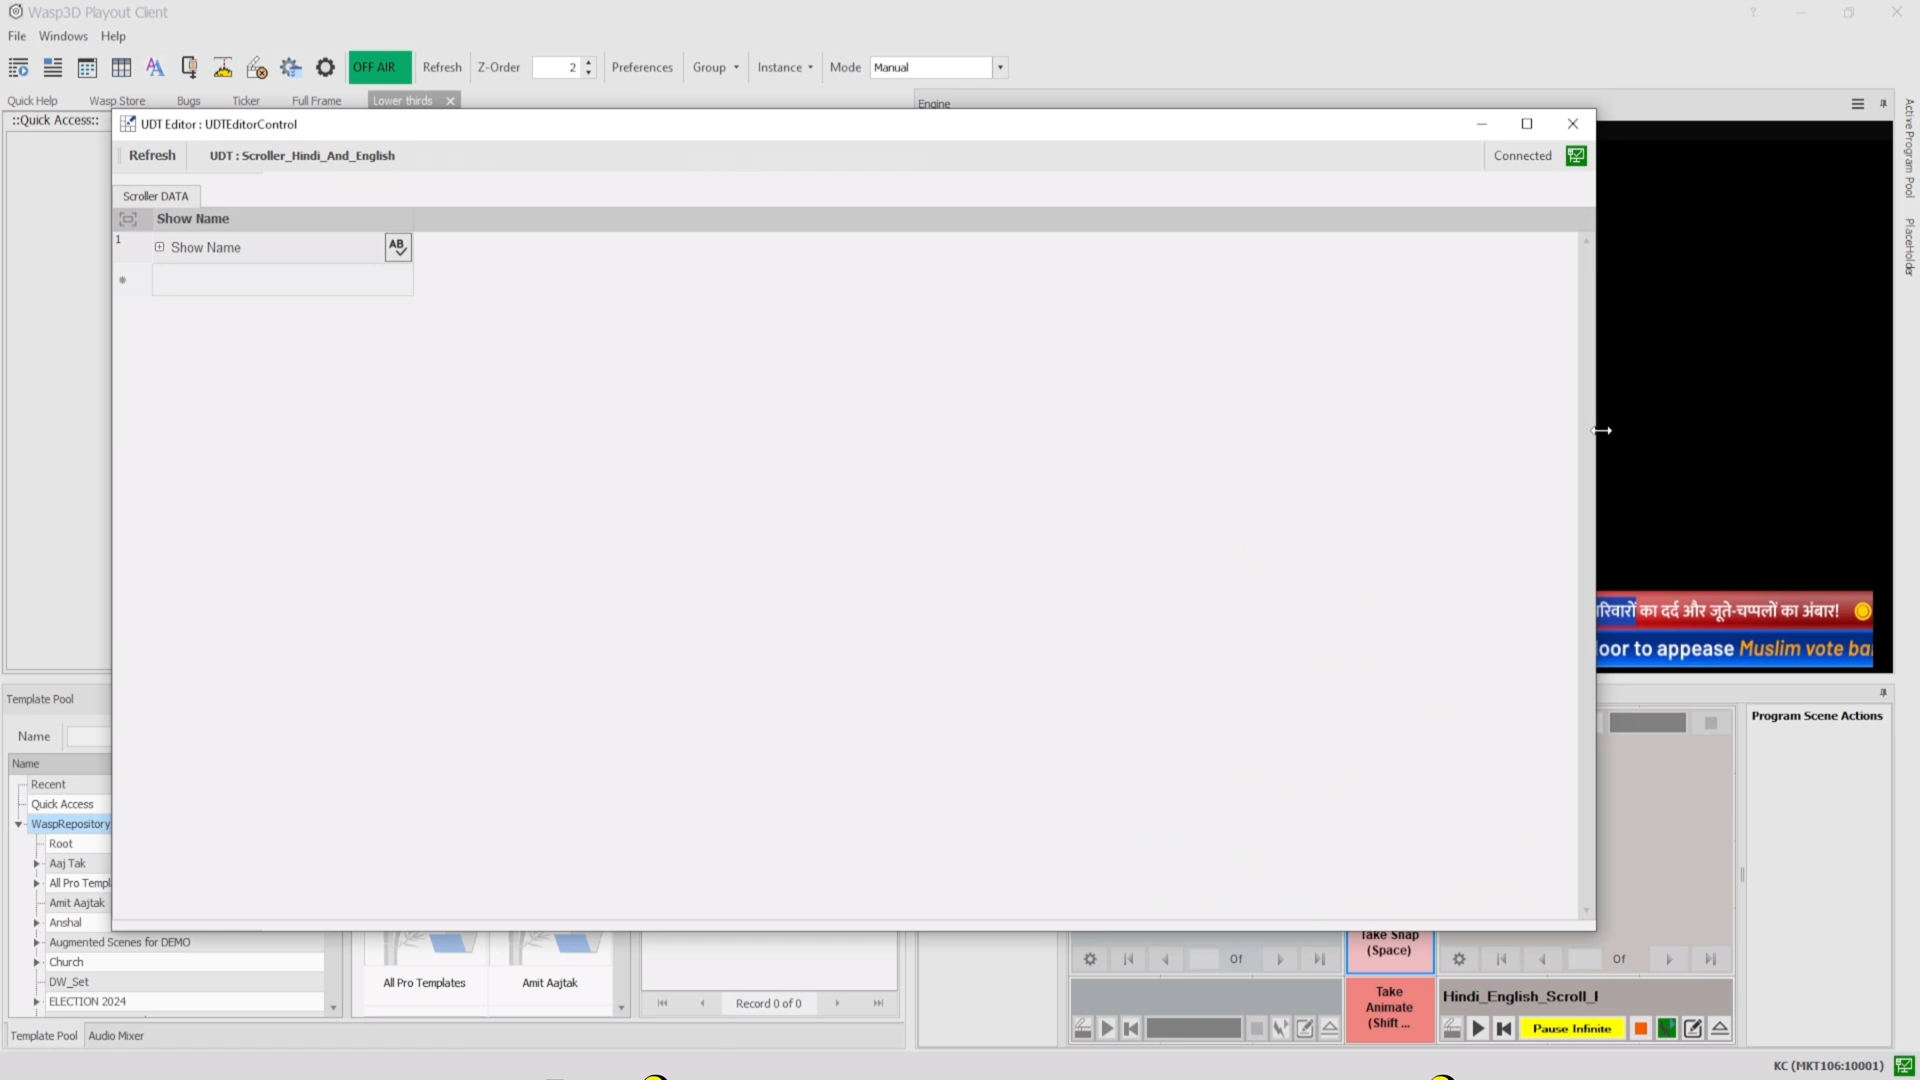 Wasp3D Playout Client
File Windows Help
OFF AIR Refresh Z-Order 2 Preferences Group Instance Mode Manual
Quick Help Wasp Store Bugs Ticker Full Frame Lower thirds
Engine
::Quick Access::
UDT Editor : UDTEditorControl
Refresh UDT : Scroller_Hindi_And_English Connected
Scroller DATA
Show Name
1 Show Name AB
Active Program Pool
PlaceHolder
का दर्द और जूते-चप्पलों का अंबार!
to appease Muslim vote
Template Pool
Name
Name
Recent
Quick Access
WaspRepository
Root
Aaj Tak
All Pro Templ
Amit Aajtak
Anshal
Augmented Scenes for DEMO
Church
DW_Set
ELECTION 2024
All Pro Templates Amit Aajtak
Record 0 of 0
Template Pool Audio Mixer
Program Scene Actions
Take Snap
(Space)
Of Of
Take
Animate
(Shift ...
Hindi_English_Scroll_
Pause Infinite
KC (MKT106:10001)